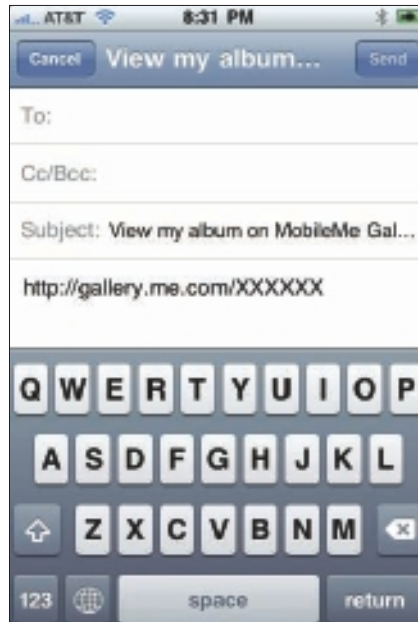 AT&T 8:31 PM
Cancel View my album... Send
To:
Cc/Bcc:
Subject: View my album on MobileMe Gal...
http://gallery.me.com/XXXXXX
Q W E R T Y U I O P
A S D F G H J K L
Z X C V B N M
123 space return